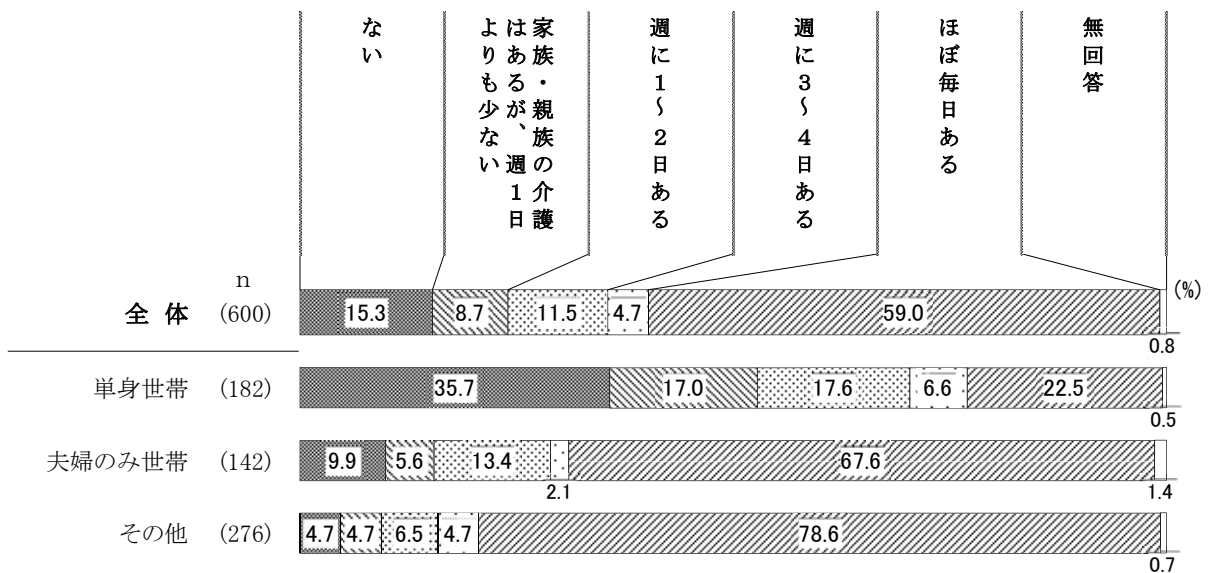 ない
家族・親族の介護
はあるが、週1日
よりも少ない
週に1〜2日ある
週に3〜4日ある
ほぼ毎日ある
無回答
(%)
n
全 体 (600) 15.3 8.7 11.5 4.7 59.0
0.8
単身世帯 (182) 35.7 17.0 17.6 6.6 22.5
0.5
夫婦のみ世帯 (142) 9.9 5.6 13.4 67.6
2.1 1.4
その他 (276) 4.7 4.7 6.5 4.7 78.6
0.7